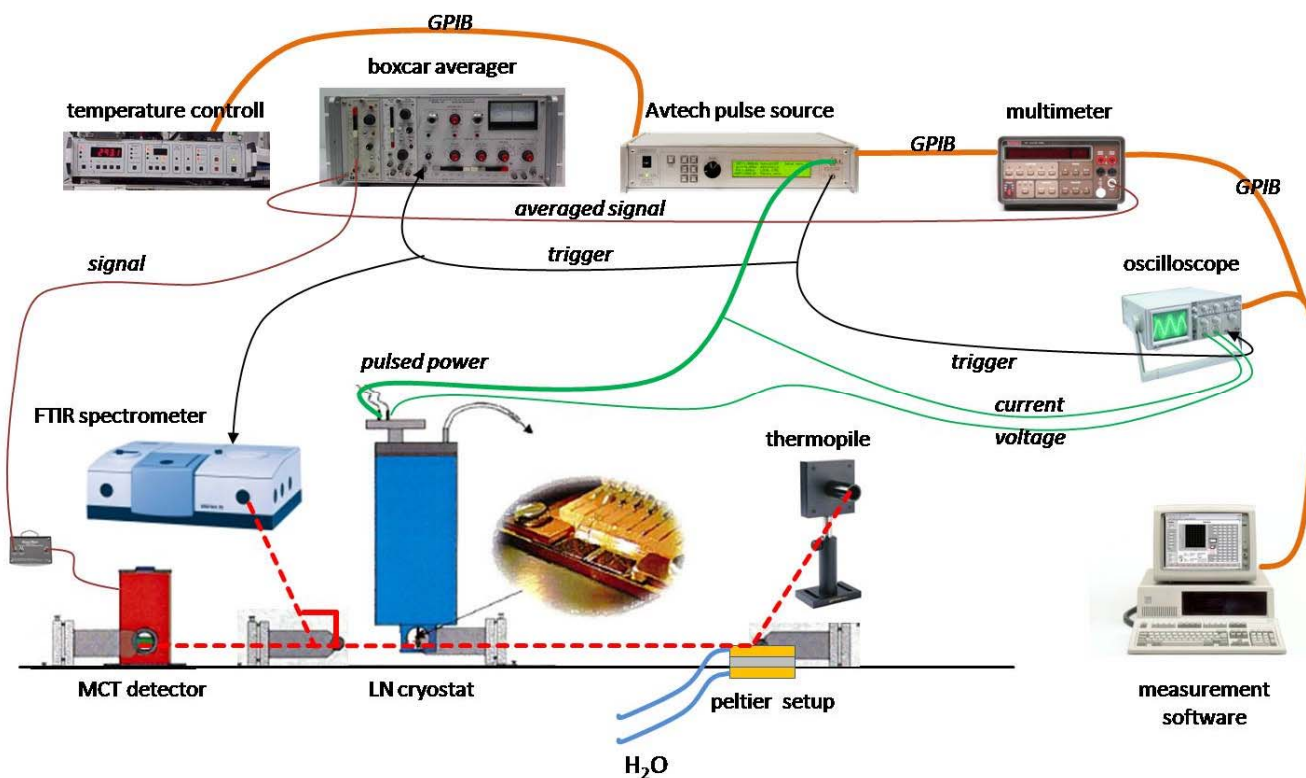 GPIB
boxcar averager
temperature controll
Avtech pulse source
multimeter
GPIB
GPIB
averaged signal
signal
trigger
oscilloscope
pulsed power
trigger
FTIR spectrometer
current
thermopile
voltage
MCT detector
LN cryostat
peltier setup
measurement
software
H₂O